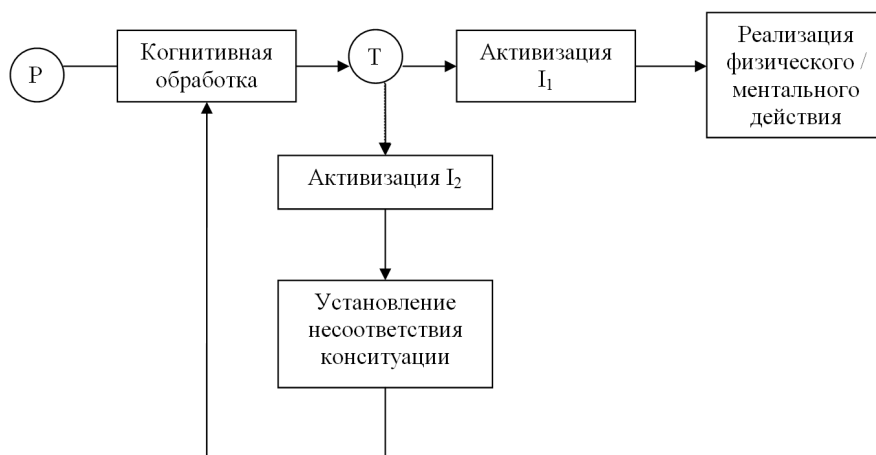 Р
Когнитивная
обработка
Т
Активизация
I₁
Реализация
физического /
ментального
действия
Активизация I₂
Установление
несоответствия
конситуации